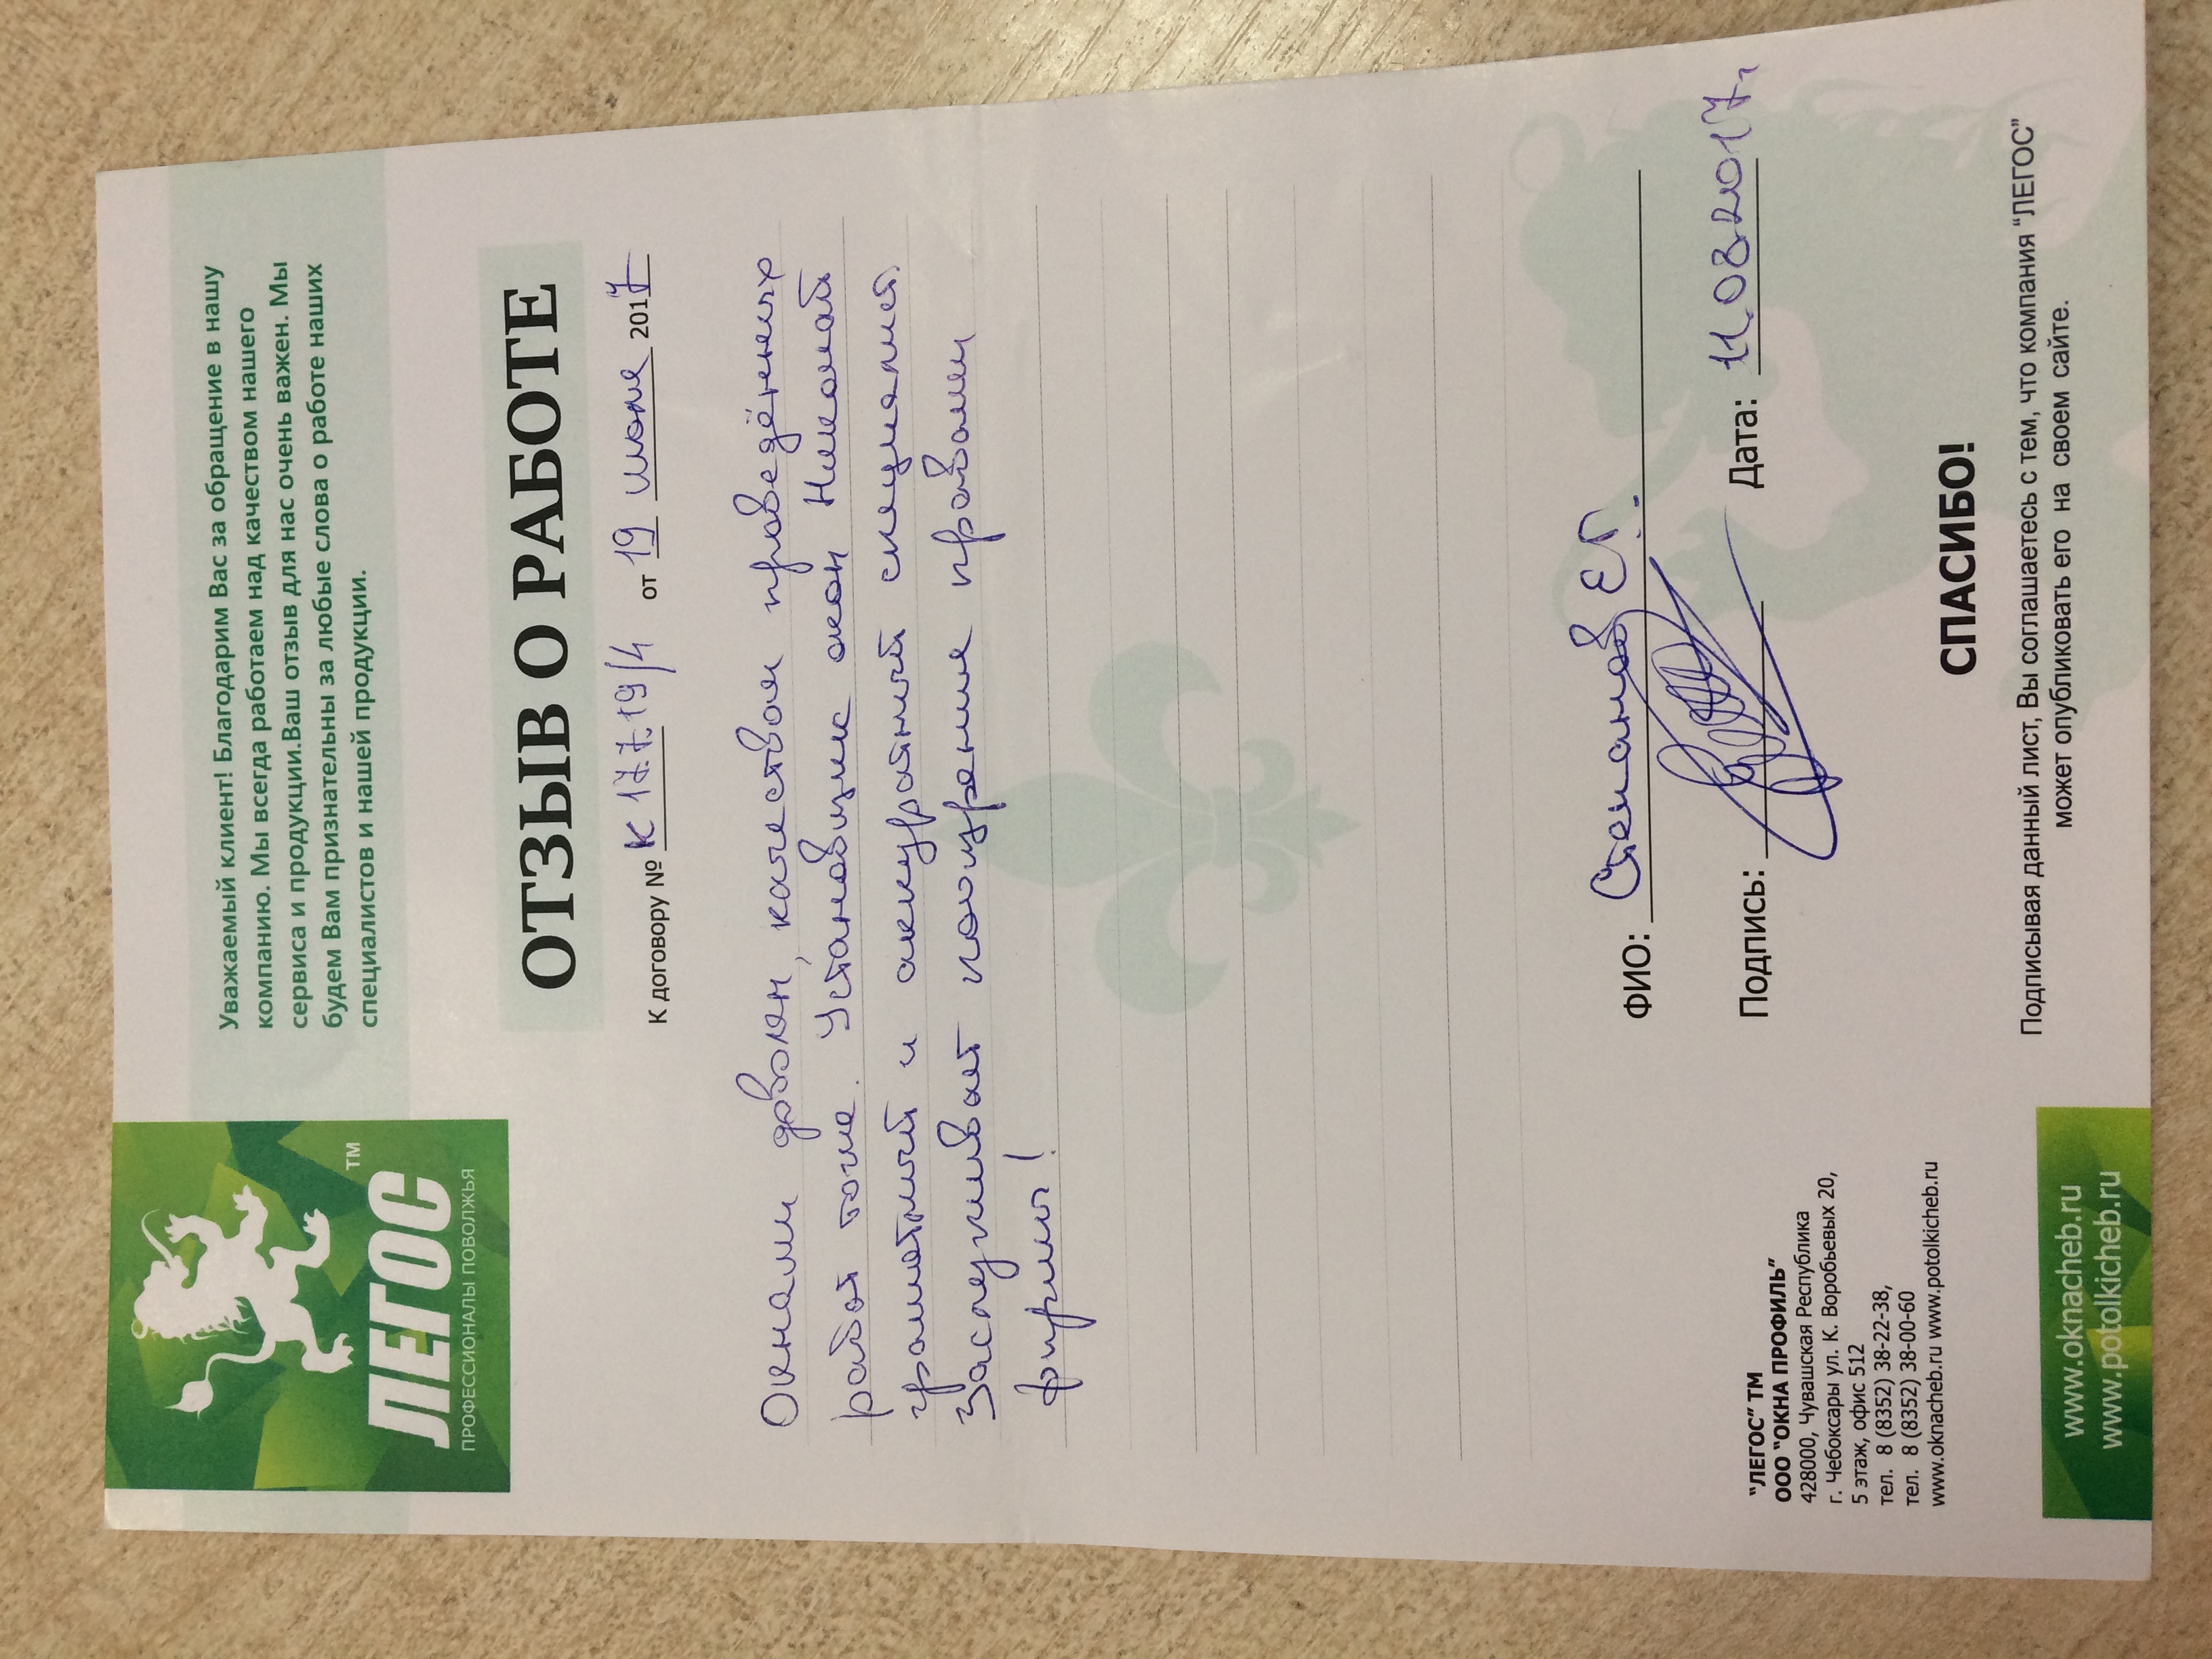 ЛЕГОС
TM
ПРОФЕССИОНАЛЫ ПОВОЛЖЬЯ
Уважаемый клиент! Благодарим Вас за обращение в нашу
компанию. Мы всегда работаем над качеством нашего
сервиса и продукции.Ваш отзыв для нас очень важен. Мы
будем Вам признательны за любые слова о работе наших
специалистов и нашей продукции.
ОТЗЫВ О РАБОТЕ
К договору № К 17.7.19/4 от 19 июля 2017
Окнами доволен, качеством проведённых
работ тоже. Установщик окон Николай
грамотный и аккуратный специалист.
Заслуживает поощрение
фирмы!
ФИО: Степанов Е.Г.
Подпись:
Дата: 11.08.2017г.
"ЛЕГОС" ТМ
ООО "ОКНА ПРОФИЛЬ"
428000, Чувашская Республика
г. Чебоксары ул. К. Воробьевых 20,
5 этаж, офис 512
тел. 8 (8352) 38-22-38,
тел. 8 (8352) 38-00-60
www.oknacheb.ru www.potolkicheb.ru
СПАСИБО!
Подписывая данный лист, Вы соглашаетесь с тем, что компания "ЛЕГОС"
может опубликовать его на своем сайте.
www.oknacheb.ru
www.potolkicheb.ru